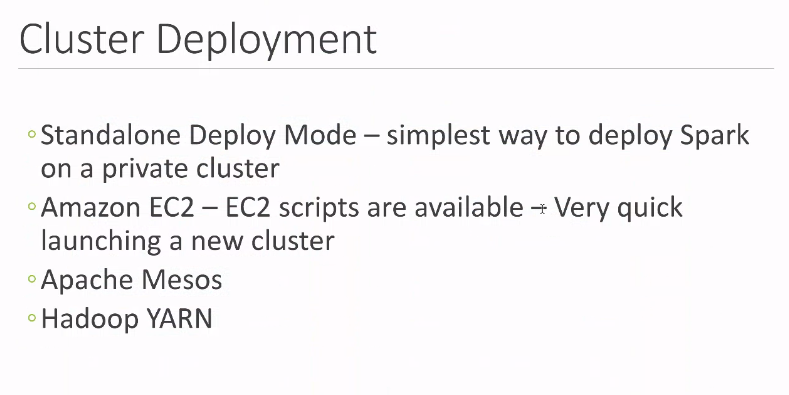 Cluster Deployment
◦Standalone Deploy Mode – simplest way to deploy Spark
on a private cluster
◦Amazon EC2 – EC2 scripts are available – Very quick
launching a new cluster
◦Apache Mesos
◦Hadoop YARN